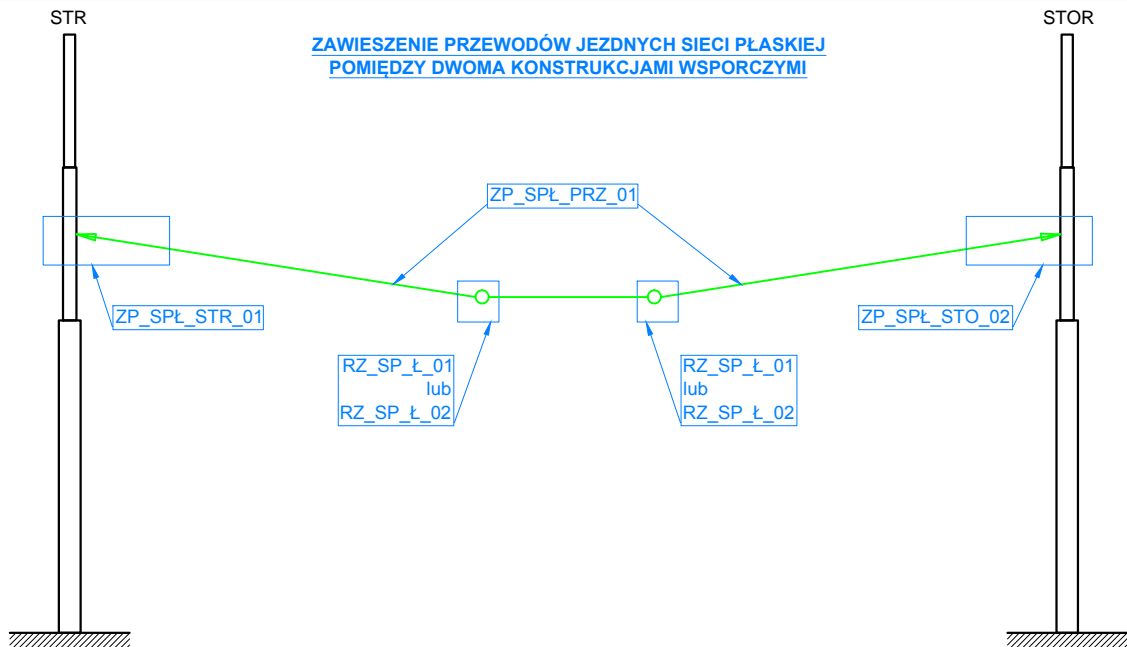 STR
STOR
ZAWIESZENIE PRZEWODÓW JEZDNYCH SIECI PŁASKIEJ
POMIĘDZY DWOMA KONSTRUKCJAMI WSPORCZYMI
ZP_SPŁ_PRZ_01
ZP_SPŁ_STR_01
ZP_SPŁ_STO_02
RZ_SP_Ł_01
lub
RZ_SP_Ł_02
RZ_SP_Ł_01
lub
RZ_SP_Ł_02